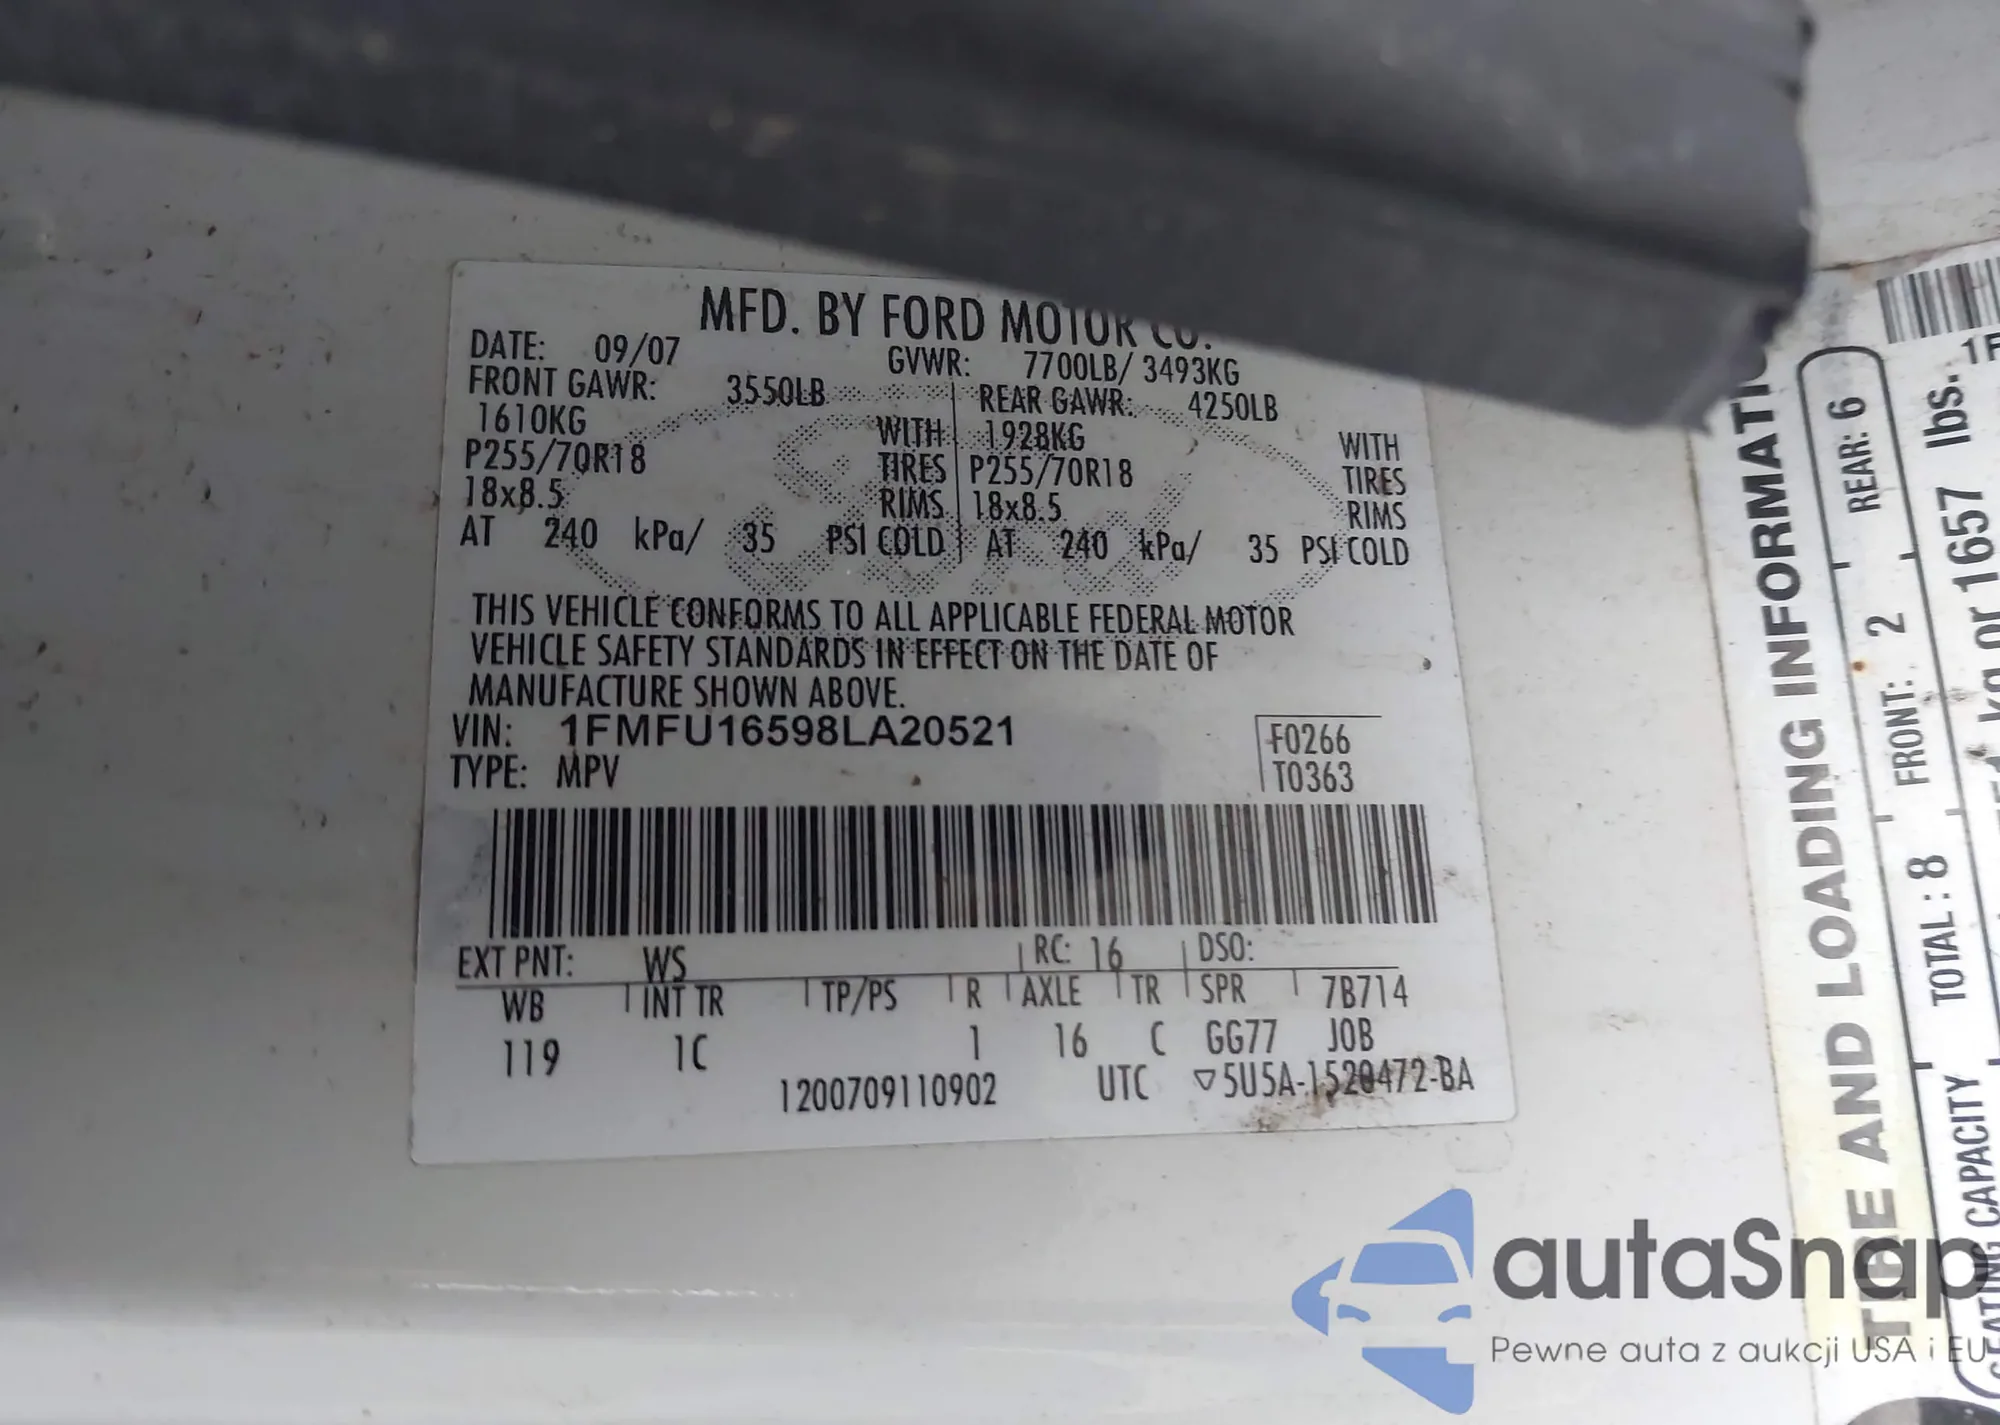 MFD. BY FORD MOTOR CO.
DATE: 09/07 GVWR: 7700LB/ 3493KG
FRONT GAWR: 3550LB REAR GAWR: 4250LB
1610KG WITH 1928KG WITH
P255/70R18 TIRES P255/70R18 TIRES
18x8.5 RIMS 18x8.5 RIMS
AT 240 kPa/ 35 PSI COLD AT 240 kPa/ 35 PSI COLD
THIS VEHICLE CONFORMS TO ALL APPLICABLE FEDERAL MOTOR
VEHICLE SAFETY STANDARDS IN EFFECT ON THE DATE OF
MANUFACTURE SHOWN ABOVE.
VIN: 1FMFU16598LA20521 F0266
TYPE: MPV T0363
EXT PNT: WS RC: 16 DSO:
WB INT TR TP/PS R AXLE TR SPR 7B714
119 1C 1 16 C GG77 JOB
1200709110902 UTC ▽5U5A-1520472-BA
TIRE AND LOADING INFORMATIO
SEATING CAPACITY TOTAL : 8 FRONT: 2 REAR: 6
kg or 1657 lbs.
1F
autaSnap
Pewne auta z aukcji USA i EU